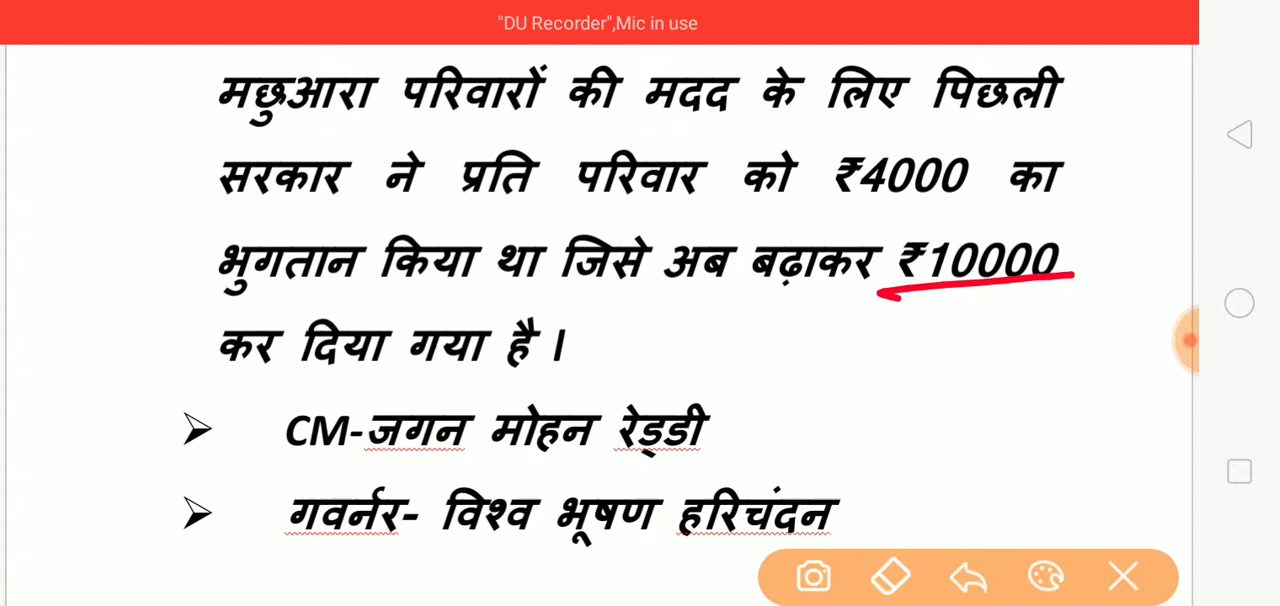 "DU Recorder",Mic in use
मछुआरा परिवारों की मदद के लिए पिछली
सरकार ने प्रति परिवार को ₹4000 का
भुगतान किया था जिसे अब बढ़ाकर ₹10000
कर दिया गया है ।
➢ CM-जगन मोहन रेड्डी
➢ गवर्नर- विश्व भूषण हरिचंदन